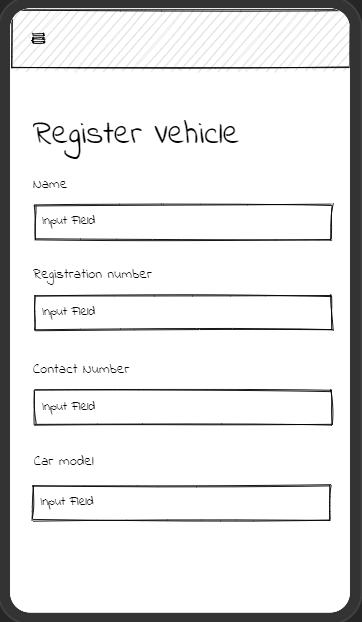 Register vehicle
Name
Input Field
Registration number
Input Field
Contact Number
Input Field
Car model
Input Field